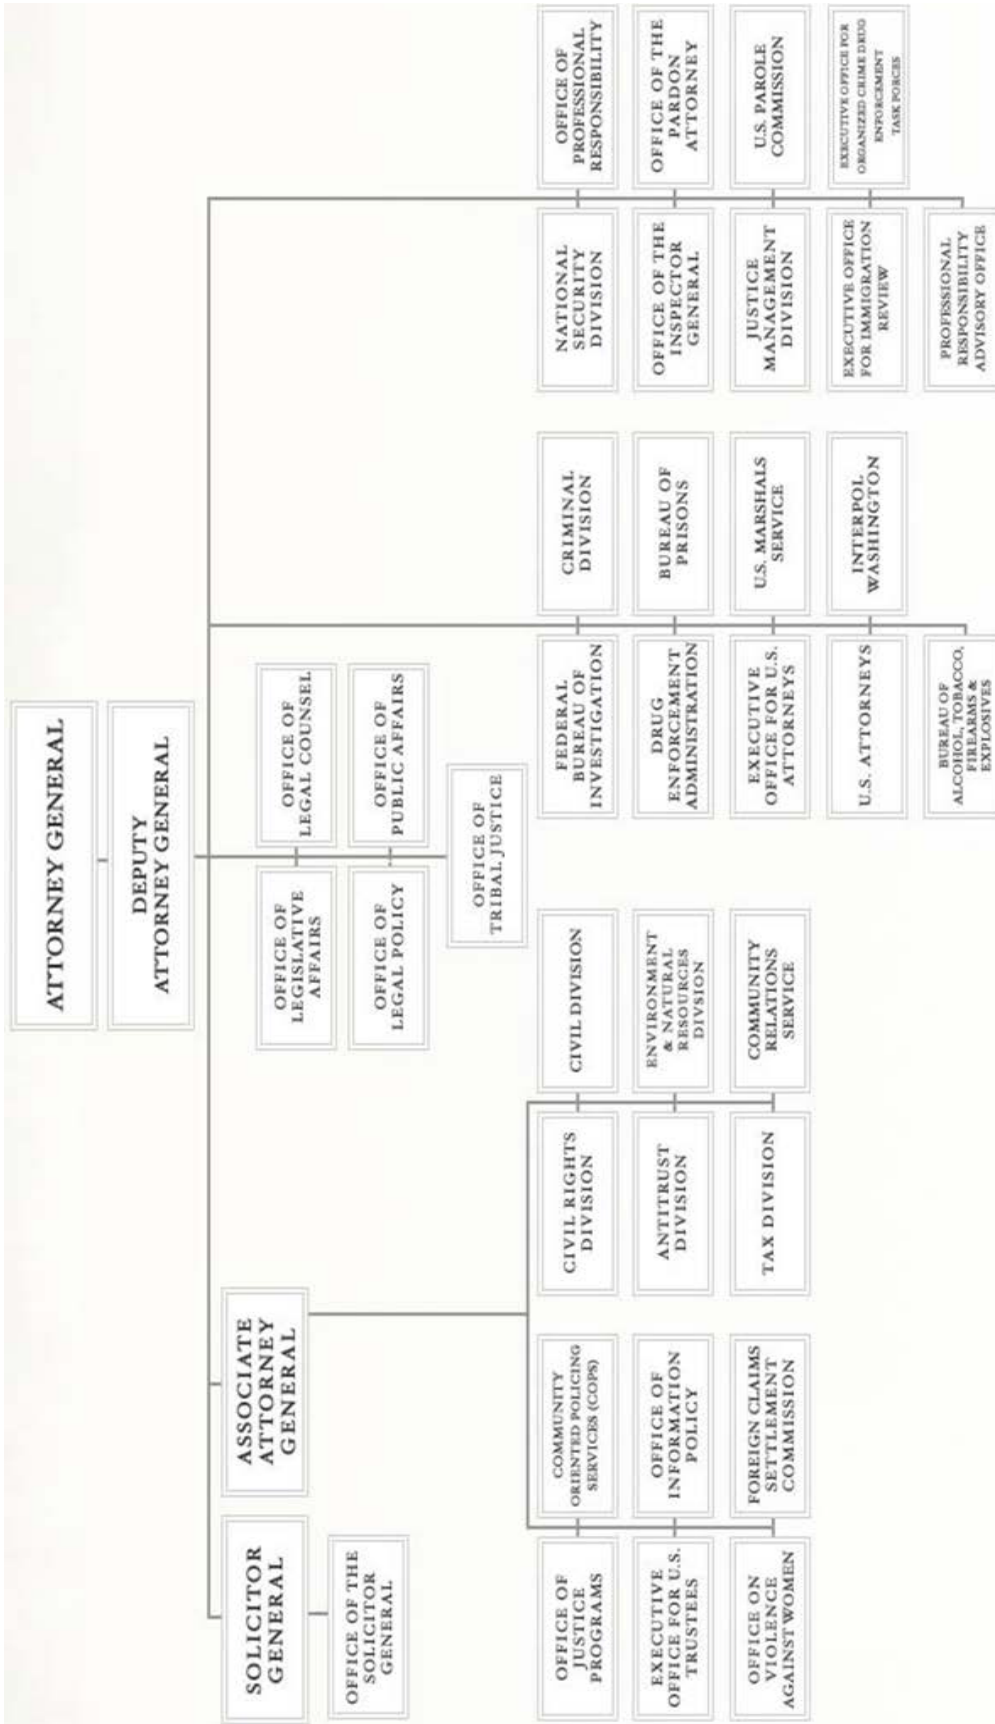 ATTORNEY GENERAL
DEPUTY
ATTORNEY GENERAL
SOLICITOR
GENERAL
OFFICE OF THE
SOLICITOR
GENERAL
ASSOCIATE
ATTORNEY
GENERAL
OFFICE OF
LEGISLATIVE
AFFAIRS
OFFICE OF
LEGAL COUNSEL
OFFICE OF
LEGAL POLICY
OFFICE OF
PUBLIC AFFAIRS
OFFICE OF
TRIBAL JUSTICE
OFFICE OF
JUSTICE
PROGRAMS
COMMUNITY
ORIENTED POLICING
SERVICES (COPS)
EXECUTIVE
OFFICE FOR U.S.
TRUSTEES
OFFICE OF
INFORMATION
POLICY
OFFICE ON
VIOLENCE
AGAINST WOMEN
FOREIGN CLAIMS
SETTLEMENT
COMMISSION
CIVIL RIGHTS
DIVISION
CIVIL DIVISION
ANTITRUST
DIVISION
ENVIRONMENT
& NATURAL
RESOURCES
DIVISION
TAX DIVISION
COMMUNITY
RELATIONS
SERVICE
FEDERAL
BUREAU OF
INVESTIGATION
CRIMINAL
DIVISION
DRUG
ENFORCEMENT
ADMINISTRATION
BUREAU OF
PRISONS
EXECUTIVE
OFFICE FOR U.S.
ATTORNEYS
U.S. MARSHALS
SERVICE
U.S. ATTORNEYS
INTERPOL
WASHINGTON
BUREAU OF
ALCOHOL, TOBACCO,
FIREARMS &
EXPLOSIVES
NATIONAL
SECURITY
DIVISION
OFFICE OF
PROFESSIONAL
RESPONSIBILITY
OFFICE OF THE
INSPECTOR
GENERAL
OFFICE OF THE
PARDON
ATTORNEY
JUSTICE
MANAGEMENT
DIVISION
U.S. PAROLE
COMMISSION
EXECUTIVE OFFICE
FOR IMMIGRATION
REVIEW
EXECUTIVE OFFICE FOR
ORGANIZED CRIME DRUG
ENFORCEMENT
TASK FORCES
PROFESSIONAL
RESPONSIBILITY
ADVISORY OFFICE